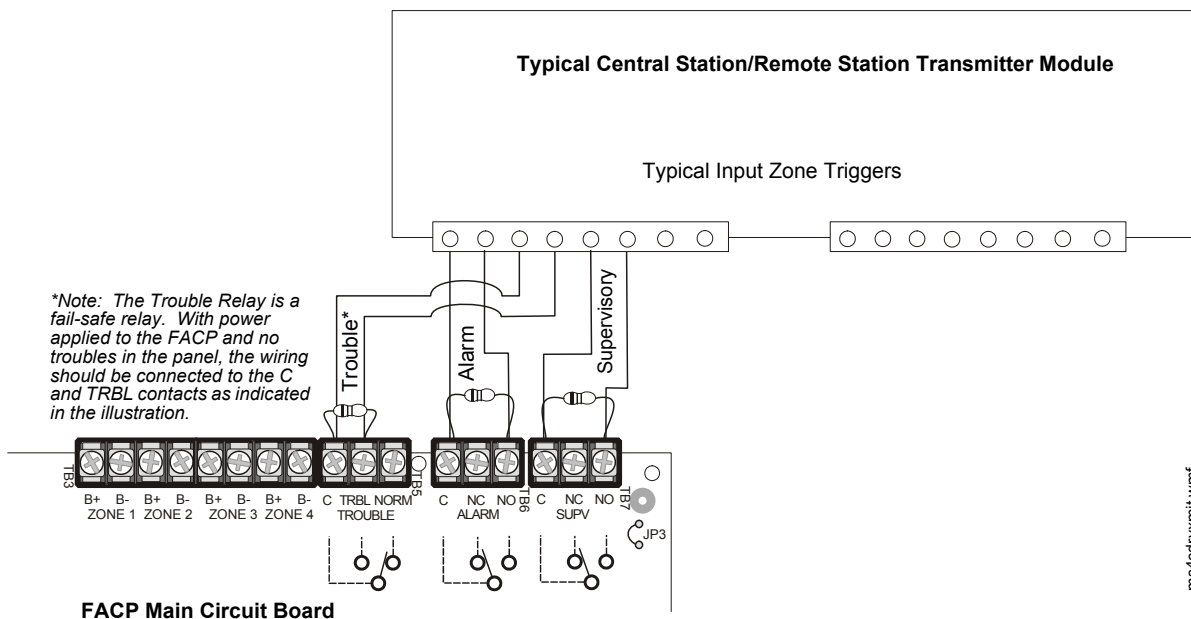 Typical Central Station/Remote Station Transmitter Module
Typical Input Zone Triggers
*Note: The Trouble Relay is a
fail-safe relay. With power
applied to the FACP and no
troubles in the panel, the wiring
should be connected to the C
and TRBL contacts as indicated
in the illustration.
Trouble*
Alarm
Supervisory
TB3
TB5
TB6
TB7
B+ B- B+ B- B+ B- B+ B- C TRBL NORM C NC NO C NC NO
ZONE 1 ZONE 2 ZONE 3 ZONE 4 TROUBLE ALARM SUPV
JP3
FACP Main Circuit Board